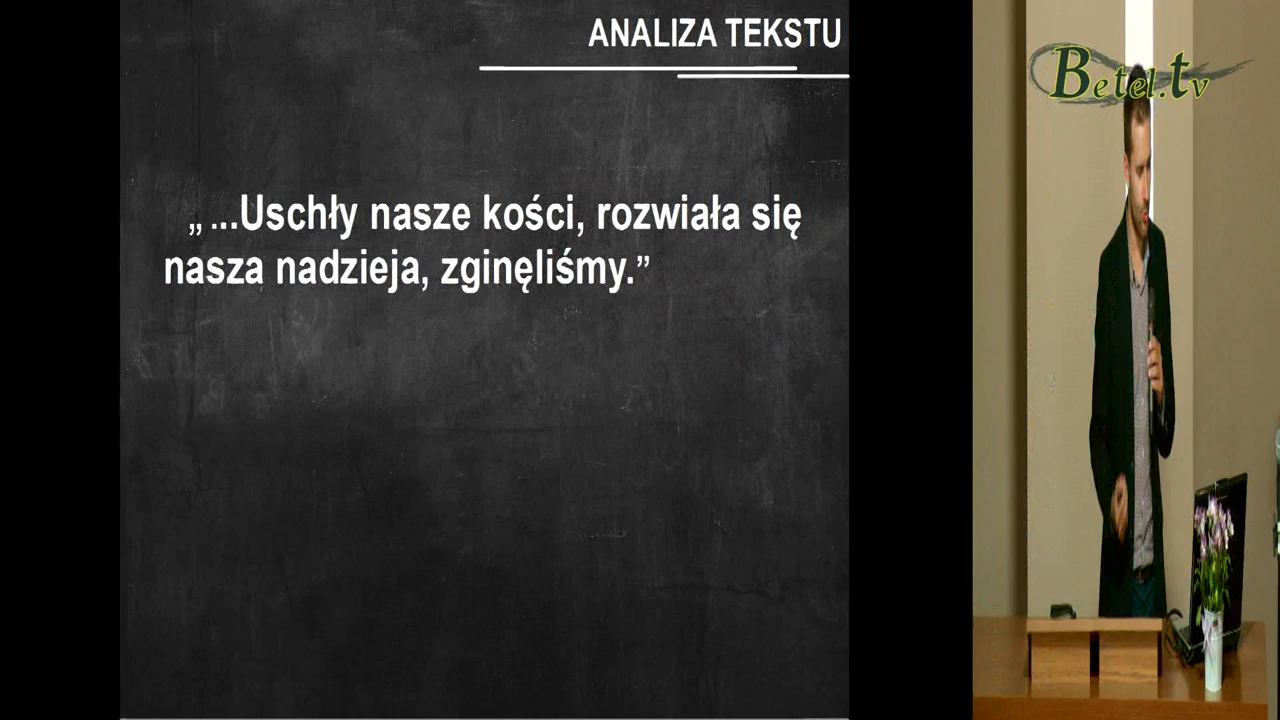 ANALIZA TEKSTU
„ ...Uschły nasze kości, rozwiała się
nasza nadzieja, zginęliśmy.”
Betel.tv